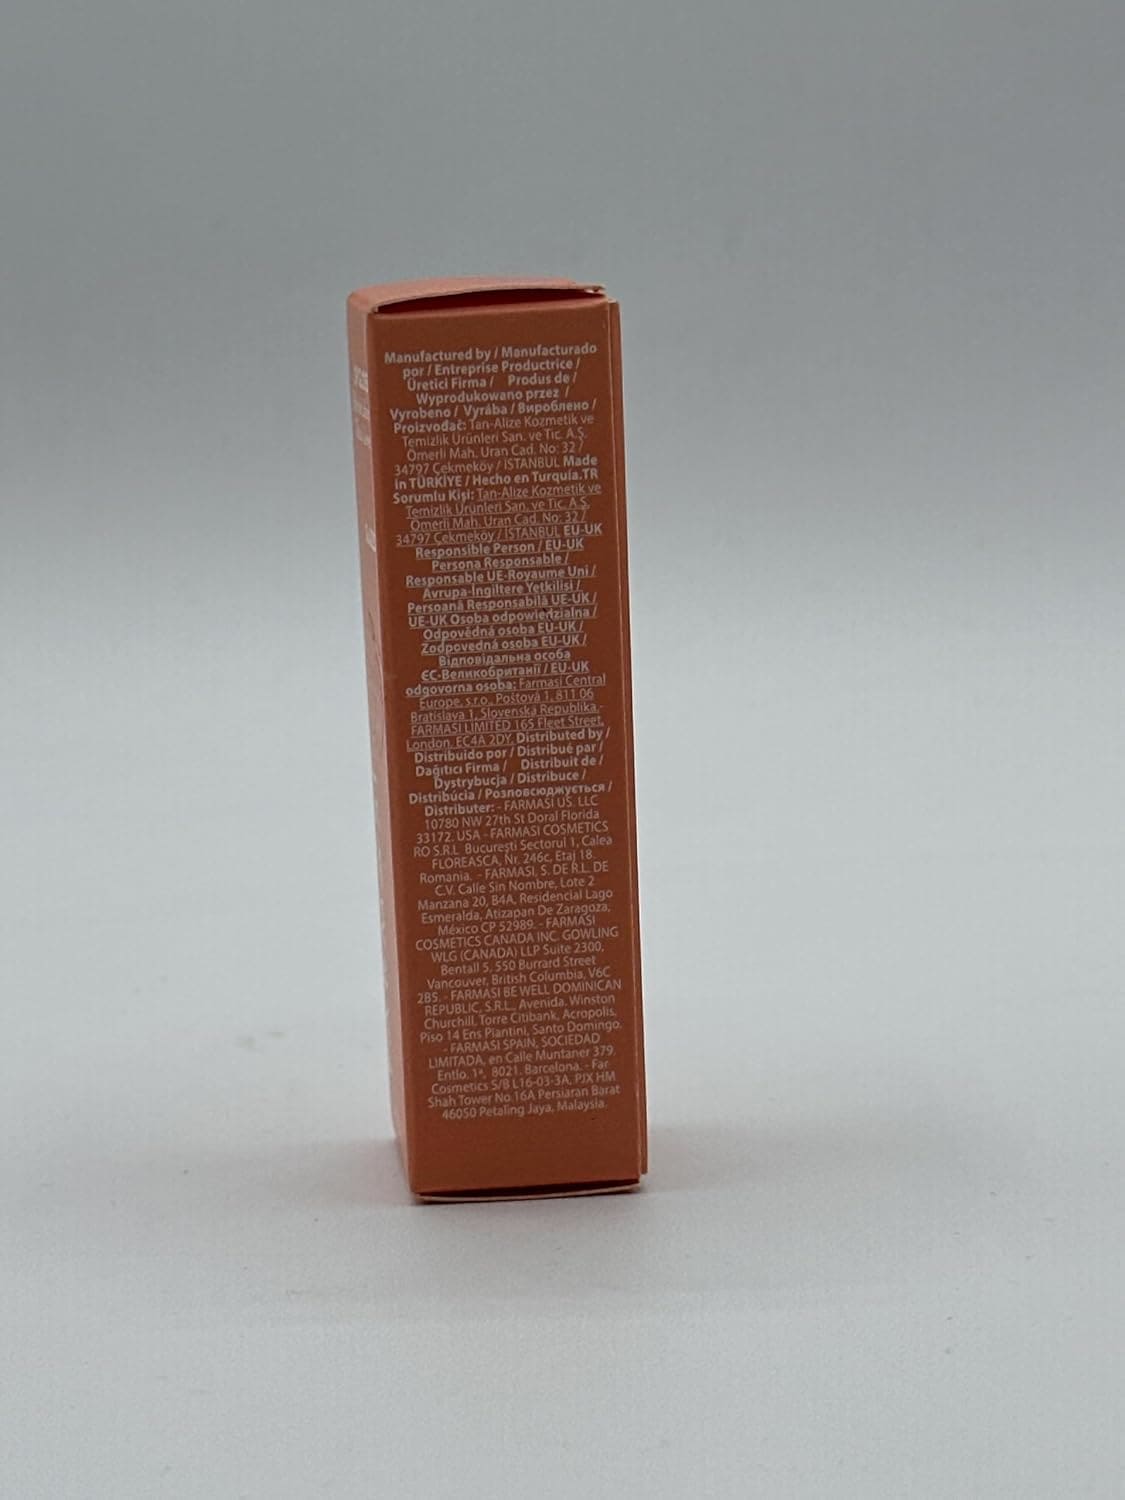 Manufactured by / Manufacturado
por / Entreprise Productrice /
Üretici Firma / Produs de /
Wyprodukowano przez /
Vyrobeno / Vyrába / Вироблено /
Proizvođač: Tan-Alize Kozmetik ve
Temizlik Ürünleri San. ve Tic. A.Ş.
Ömerli Mah. Uran Cad. No: 32 /
34797 Çekmeköy / İSTANBUL Made
in TÜRKİYE / Hecho en Turquía.TR
Sorumlu Kişi: Tan-Alize Kozmetik ve
Temizlik Ürünleri San. ve Tic. A.Ş.
Ömerli Mah. Uran Cad. No: 32 /
34797 Çekmeköy / İSTANBUL EU-UK
Responsible Person / EU-UK
Persona Responsable /
Responsable UE-Royaume Uni /
Avrupa-İngiltere Yetkilisi /
Persoană Responsabilă UE-UK /
UE-UK Osoba odpowiedzialna /
Odpovědná osoba EU-UK /
Zodpovedná osoba EU-UK /
Відповідальна особа
ЄС-Великобританії / EU-UK
odgovorna osoba: Farmasi Central
Europe, s.r.o., Poštová 1, 811 06
Bratislava 1, Slovenská Republika,-
FARMASI LIMITED 165 Fleet Street,
London, EC4A 2DY. Distributed by /
Distribuido por / Distribué par /
Dağıtıcı Firma / Distribuit de /
Dystrybucja / Distribuce /
Distribúcia / Розповсюджується /
Distributer: - FARMASI US. LLC
10780 NW 27th St Doral Florida
33172. USA - FARMASI COSMETICS
RO S.R.L. Bucureşti Sectorul 1, Calea
FLOREASCA, Nr. 246c, Etaj 18.
Romania. - FARMASI, S. DE R.L. DE
C.V. Calle Sin Nombre, Lote 2
Manzana 20, B4A, Residencial Lago
Esmeralda, Atizapan De Zaragoza,
México CP 52989. - FARMASI
COSMETICS CANADA INC. GOWLING
WLG (CANADA) LLP Suite 2300,
Bentall 5, 550 Burrard Street
Vancouver, British Columbia, V6C
2B5. - FARMASI BE WELL DOMINICAN
REPUBLIC, S.R.L., Avenida. Winston
Churchill, Torre Citibank, Acropolis,
Piso 14 Ens Piantini, Santo Domingo.
- FARMASI SPAIN, SOCIEDAD
LIMITADA, en Calle Muntaner 379.
Entlo. 1ª, 8021. Barcelona. - Far
Cosmetics S/B L16-03-3A, PJX HM
Shah Tower No 16A Persiaran Barat
46050 Petaling Jaya, Malaysia.